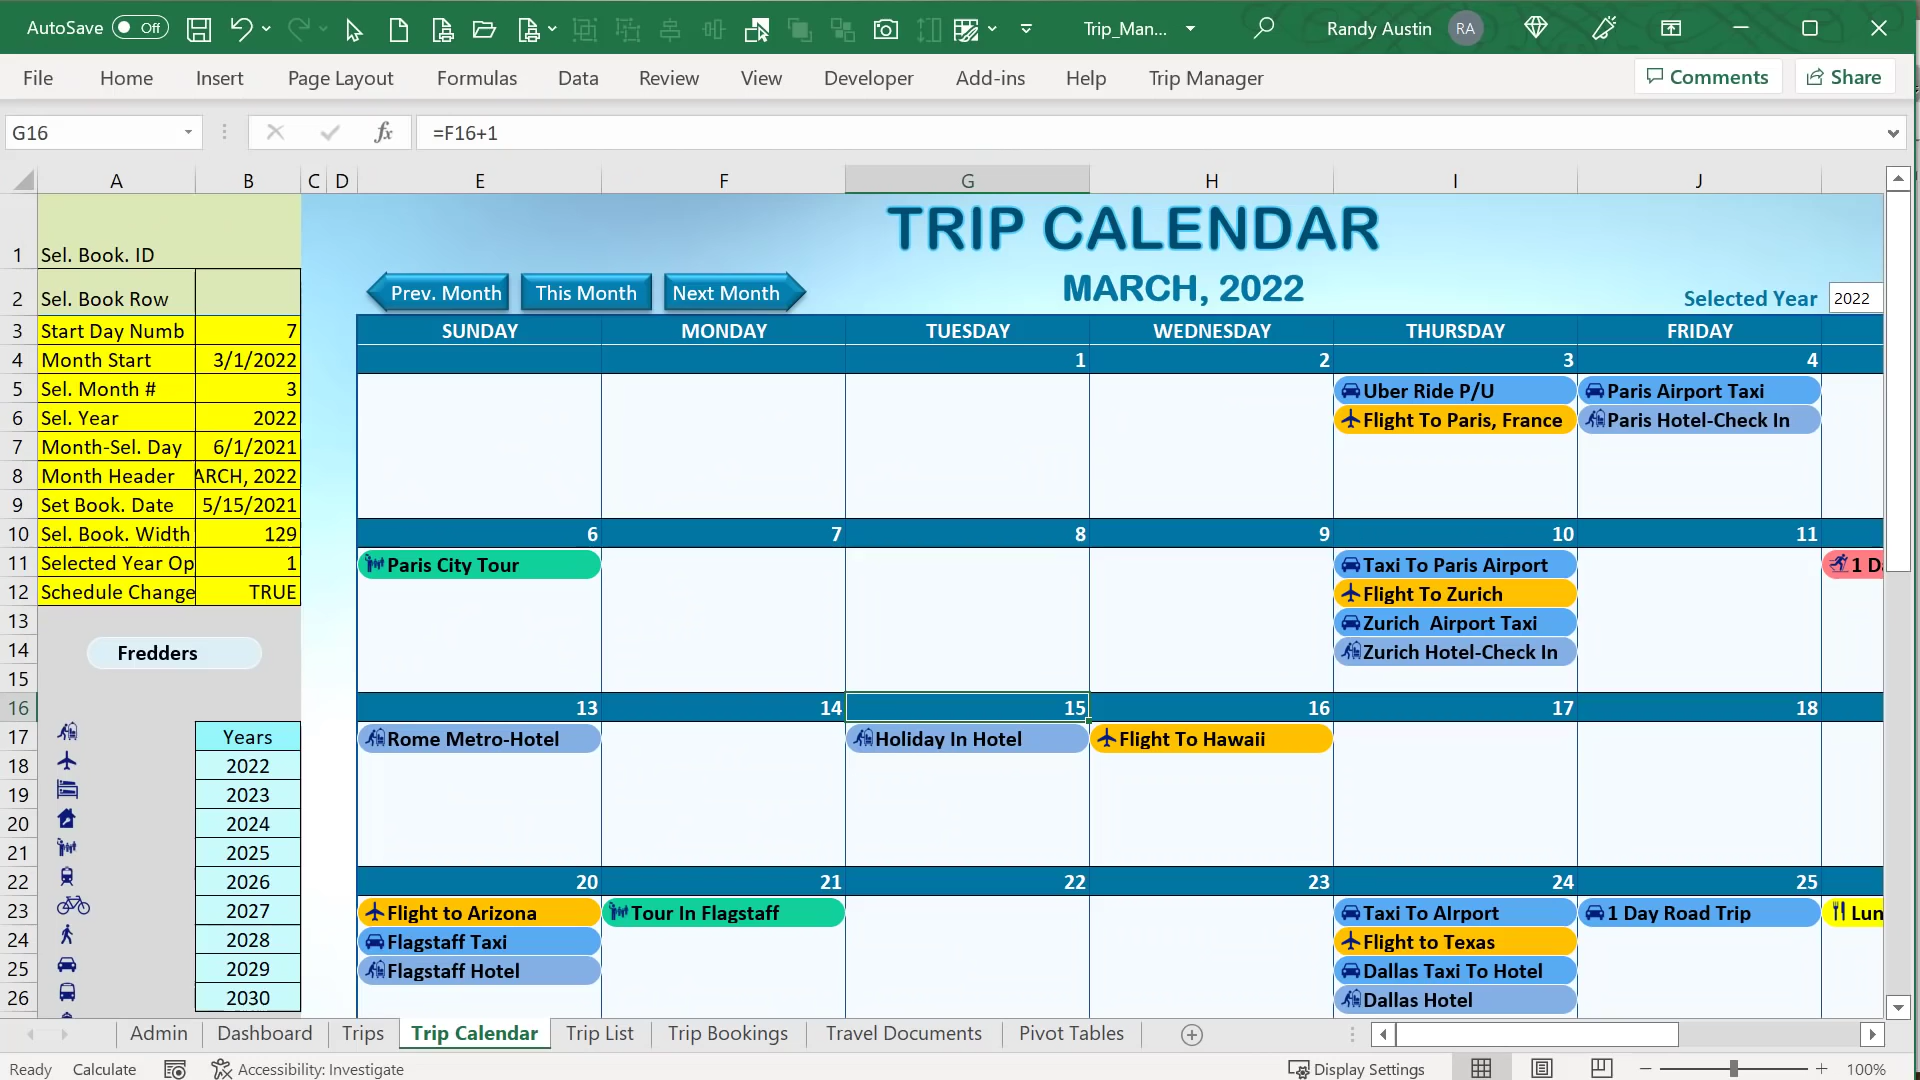 AutoSave Off Trip_Man... Randy Austin RA
File Home Insert Page Layout Formulas Data Review View Developer Add-ins Help Trip Manager Comments Share
G16 fx =F16+1
A B C D E F G H I J
TRIP CALENDAR
1 Sel. Book. ID
Prev. Month This Month Next Month MARCH, 2022 Selected Year 2022
2 Sel. Book Row
3 Start Day Numb 7 SUNDAY MONDAY TUESDAY WEDNESDAY THURSDAY FRIDAY
4 Month Start 3/1/2022 1 2 3 4
5 Sel. Month # 3 Uber Ride P/U Paris Airport Taxi
6 Sel. Year 2022 Flight To Paris, France Paris Hotel-Check In
7 Month-Sel. Day 6/1/2021
8 Month Header ARCH, 2022
9 Set Book. Date 5/15/2021
10 Sel. Book. Width 129 6 7 8 9 10 11
11 Selected Year Op 1 Paris City Tour Taxi To Paris Airport 1 D
12 Schedule Change TRUE Flight To Zurich
13 Zurich  Airport Taxi
14 Fredders Zurich Hotel-Check In
15
16 13 14 15 16 17 18
17 Years Rome Metro-Hotel Holiday In Hotel Flight To Hawaii
18 2022
19 2023
20 2024
21 2025
22 2026 20 21 22 23 24 25
23 2027 Flight to Arizona Tour In Flagstaff Taxi To AIrport 1 Day Road Trip Lun
24 2028 Flagstaff Taxi Flight to Texas
25 2029 Flagstaff Hotel Dallas Taxi To Hotel
26 2030 Dallas Hotel
Admin Dashboard Trips Trip Calendar Trip List Trip Bookings Travel Documents Pivot Tables
Ready Calculate Accessibility: Investigate Display Settings 100%